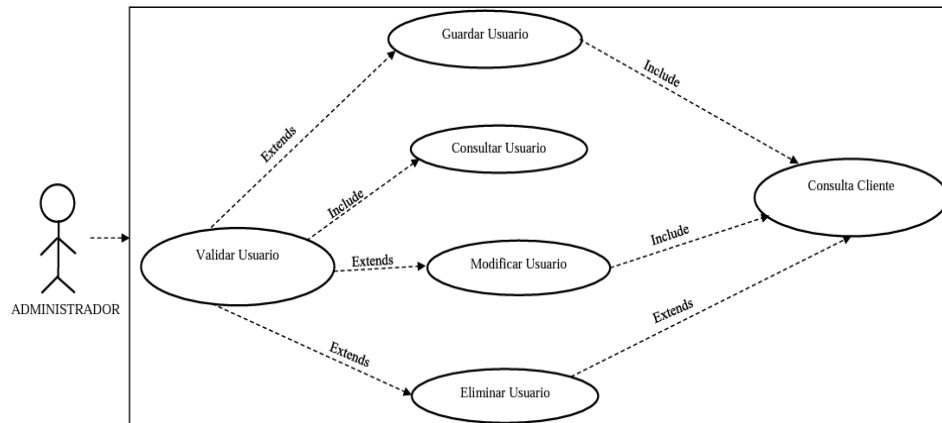 Guardar Usuario
Include
Extends
Consultar Usuario
Consulta Cliente
Include
Include
Validar Usuario
Extends
Modificar Usuario
ADMINISTRADOR
Extends
Extends
Eliminar Usuario